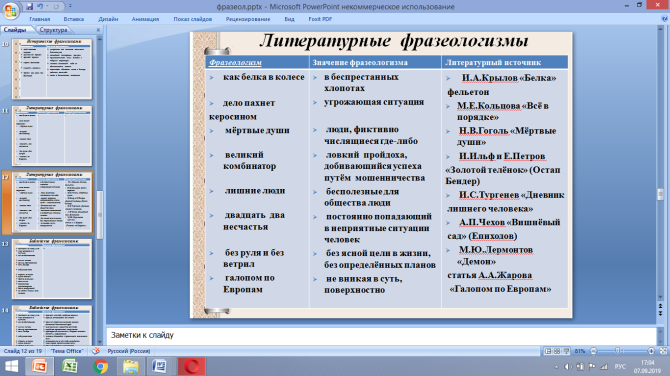 фразеол.pptx - Microsoft PowerPoint некоммерческое использование
Главная Вставка Дизайн Анимация Показ слайдов Рецензирование Вид Foxit PDF
Слайды Структура
10
11
12
13
14
Литературные фразеологизмы
Фразеологизм
как белка в колесе
дело пахнет
керосином
мёртвые души
великий
комбинатор
лишние люди
двадцать два
несчастья
без руля и без
ветрил
галопом по
Европам
Значение фразеологизма
в беспрестанных
хлопотах
угрожающая ситуация
люди, фиктивно
числящиеся где-либо
ловкий пройдоха,
добивающийся успеха
путём мошенничества
бесполезные для
общества люди
постоянно попадающий
в неприятные ситуации
человек
без ясной цели в жизни,
без определённых планов
не вникая в суть,
поверхностно
Литературный источник
И.А.Крылов «Белка»
фельетон
М.Е.Кольцова «Всё в
порядке»
Н.В.Гоголь «Мёртвые
души»
И.Ильф и Е.Петров
«Золотой телёнок» (Остап
Бендер)
И.С.Тургенев «Дневник
лишнего человека»
А.П.Чехов «Вишнёвый
сад» (Епиходов)
М.Ю.Лермонтов
«Демон»
статья А.А.Жарова
«Галопом по Европам»
Заметки к слайду
Слайд 12 из 19 "Тема Office" Русский (Россия) 81%
РУС
17:04
07.09.2019